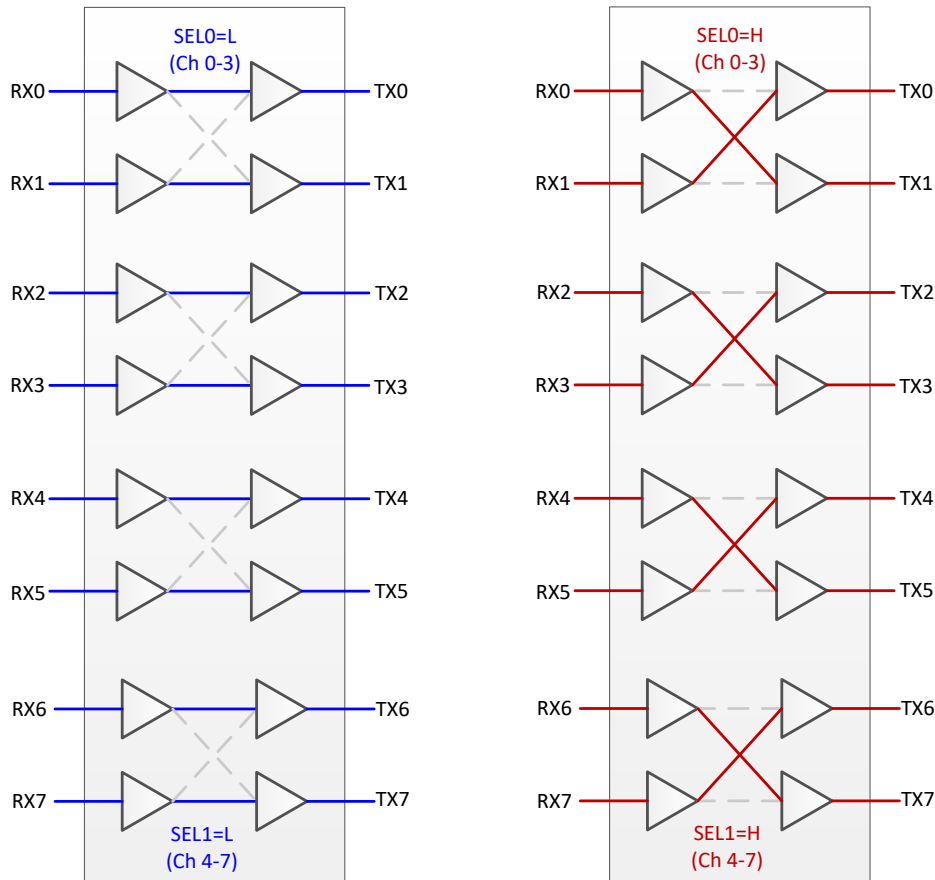 SEL0=L
(Ch 0-3)
RX0
TX0
RX1
TX1
RX2
TX2
RX3
TX3
RX4
TX4
RX5
TX5
RX6
TX6
RX7
TX7
SEL1=L
(Ch 4-7)
SEL0=H
(Ch 0-3)
RX0
TX0
RX1
TX1
RX2
TX2
RX3
TX3
RX4
TX4
RX5
TX5
RX6
TX6
RX7
TX7
SEL1=H
(Ch 4-7)